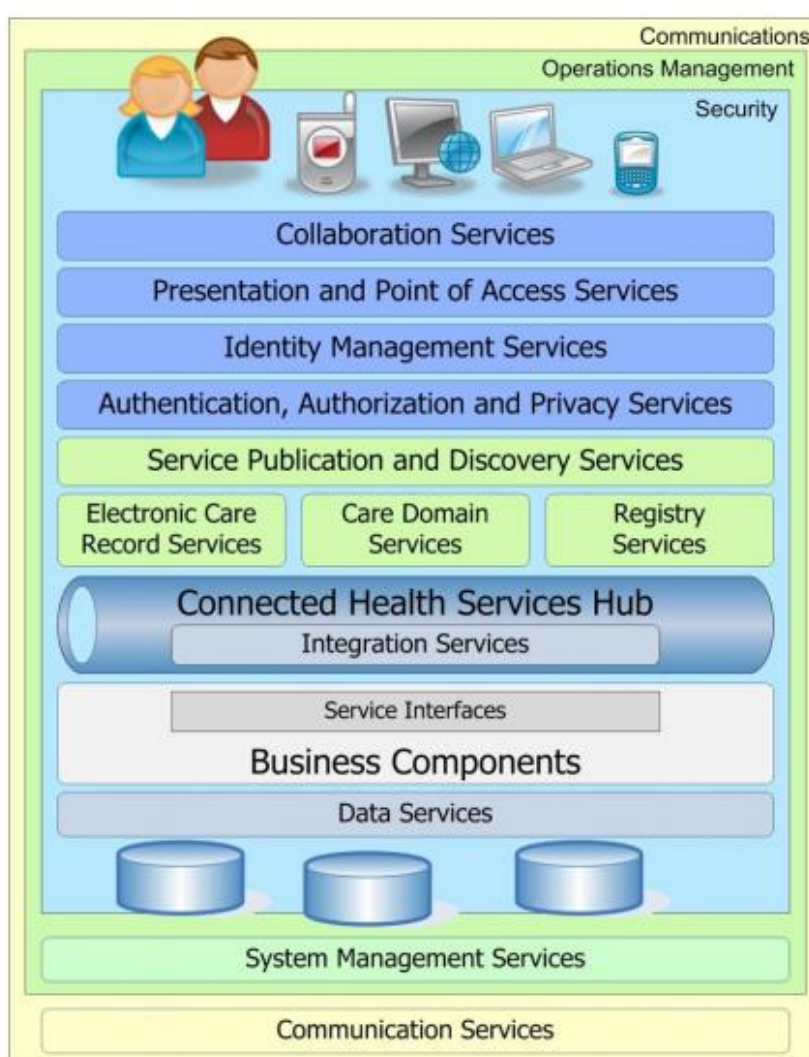 Communications
Operations Management
Security
Collaboration Services
Presentation and Point of Access Services
Identity Management Services
Authentication, Authorization and Privacy Services
Service Publication and Discovery Services
Electronic Care
Record Services
Care Domain
Services
Registry
Services
Connected Health Services Hub
Integration Services
Service Interfaces
Business Components
Data Services
System Management Services
Communication Services